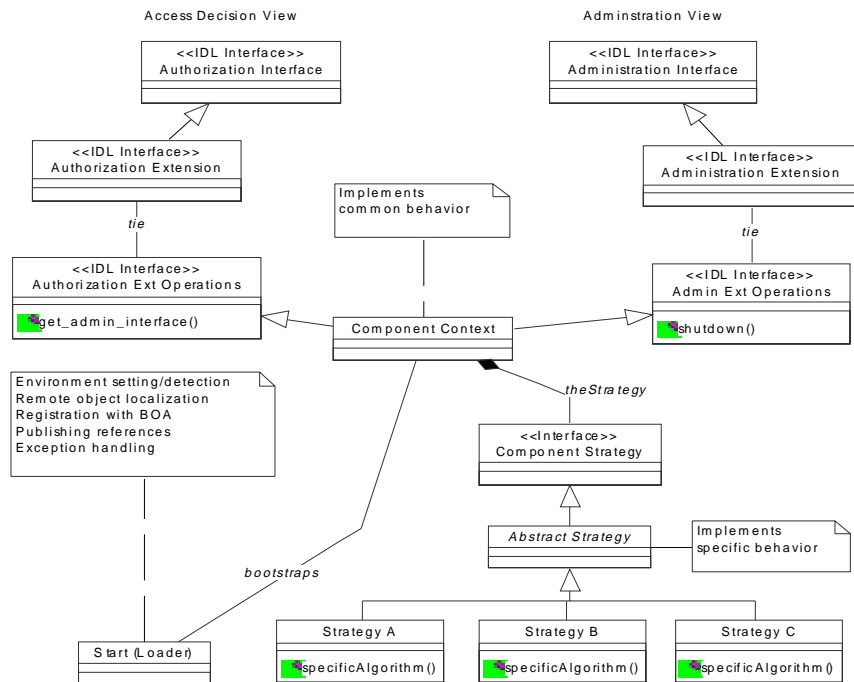 Access Decision View
Adminstration View
<<IDL Interface>>
Authorization Interface
<<IDL Interface>>
Administration Interface
<<IDL Interface>>
Authorization Extension
<<IDL Interface>>
Administration Extension
Implements
common behavior
tie
tie
<<IDL Interface>>
Authorization Ext Operations
get_admin_interface()
<<IDL Interface>>
Admin Ext Operations
shutdown()
Component Context
Environment setting/detection
Remote object localization
Registration with BOA
Publishing references
Exception handling
theStrategy
<<Interface>>
Component Strategy
Abstract Strategy
Implements
specific behavior
bootstraps
Start (Loader)
Strategy A
specificAlgorithm()
Strategy B
specificAlgorithm()
Strategy C
specificAlgorithm()